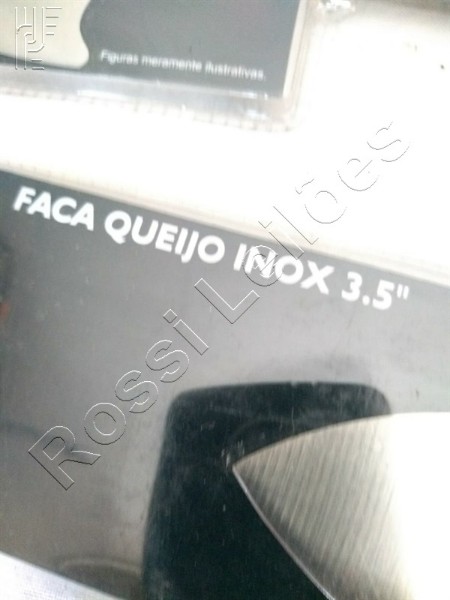 Figuras meramente ilustrativas.
FACA QUEIJO INOX 3.5"
Rossi Leilões